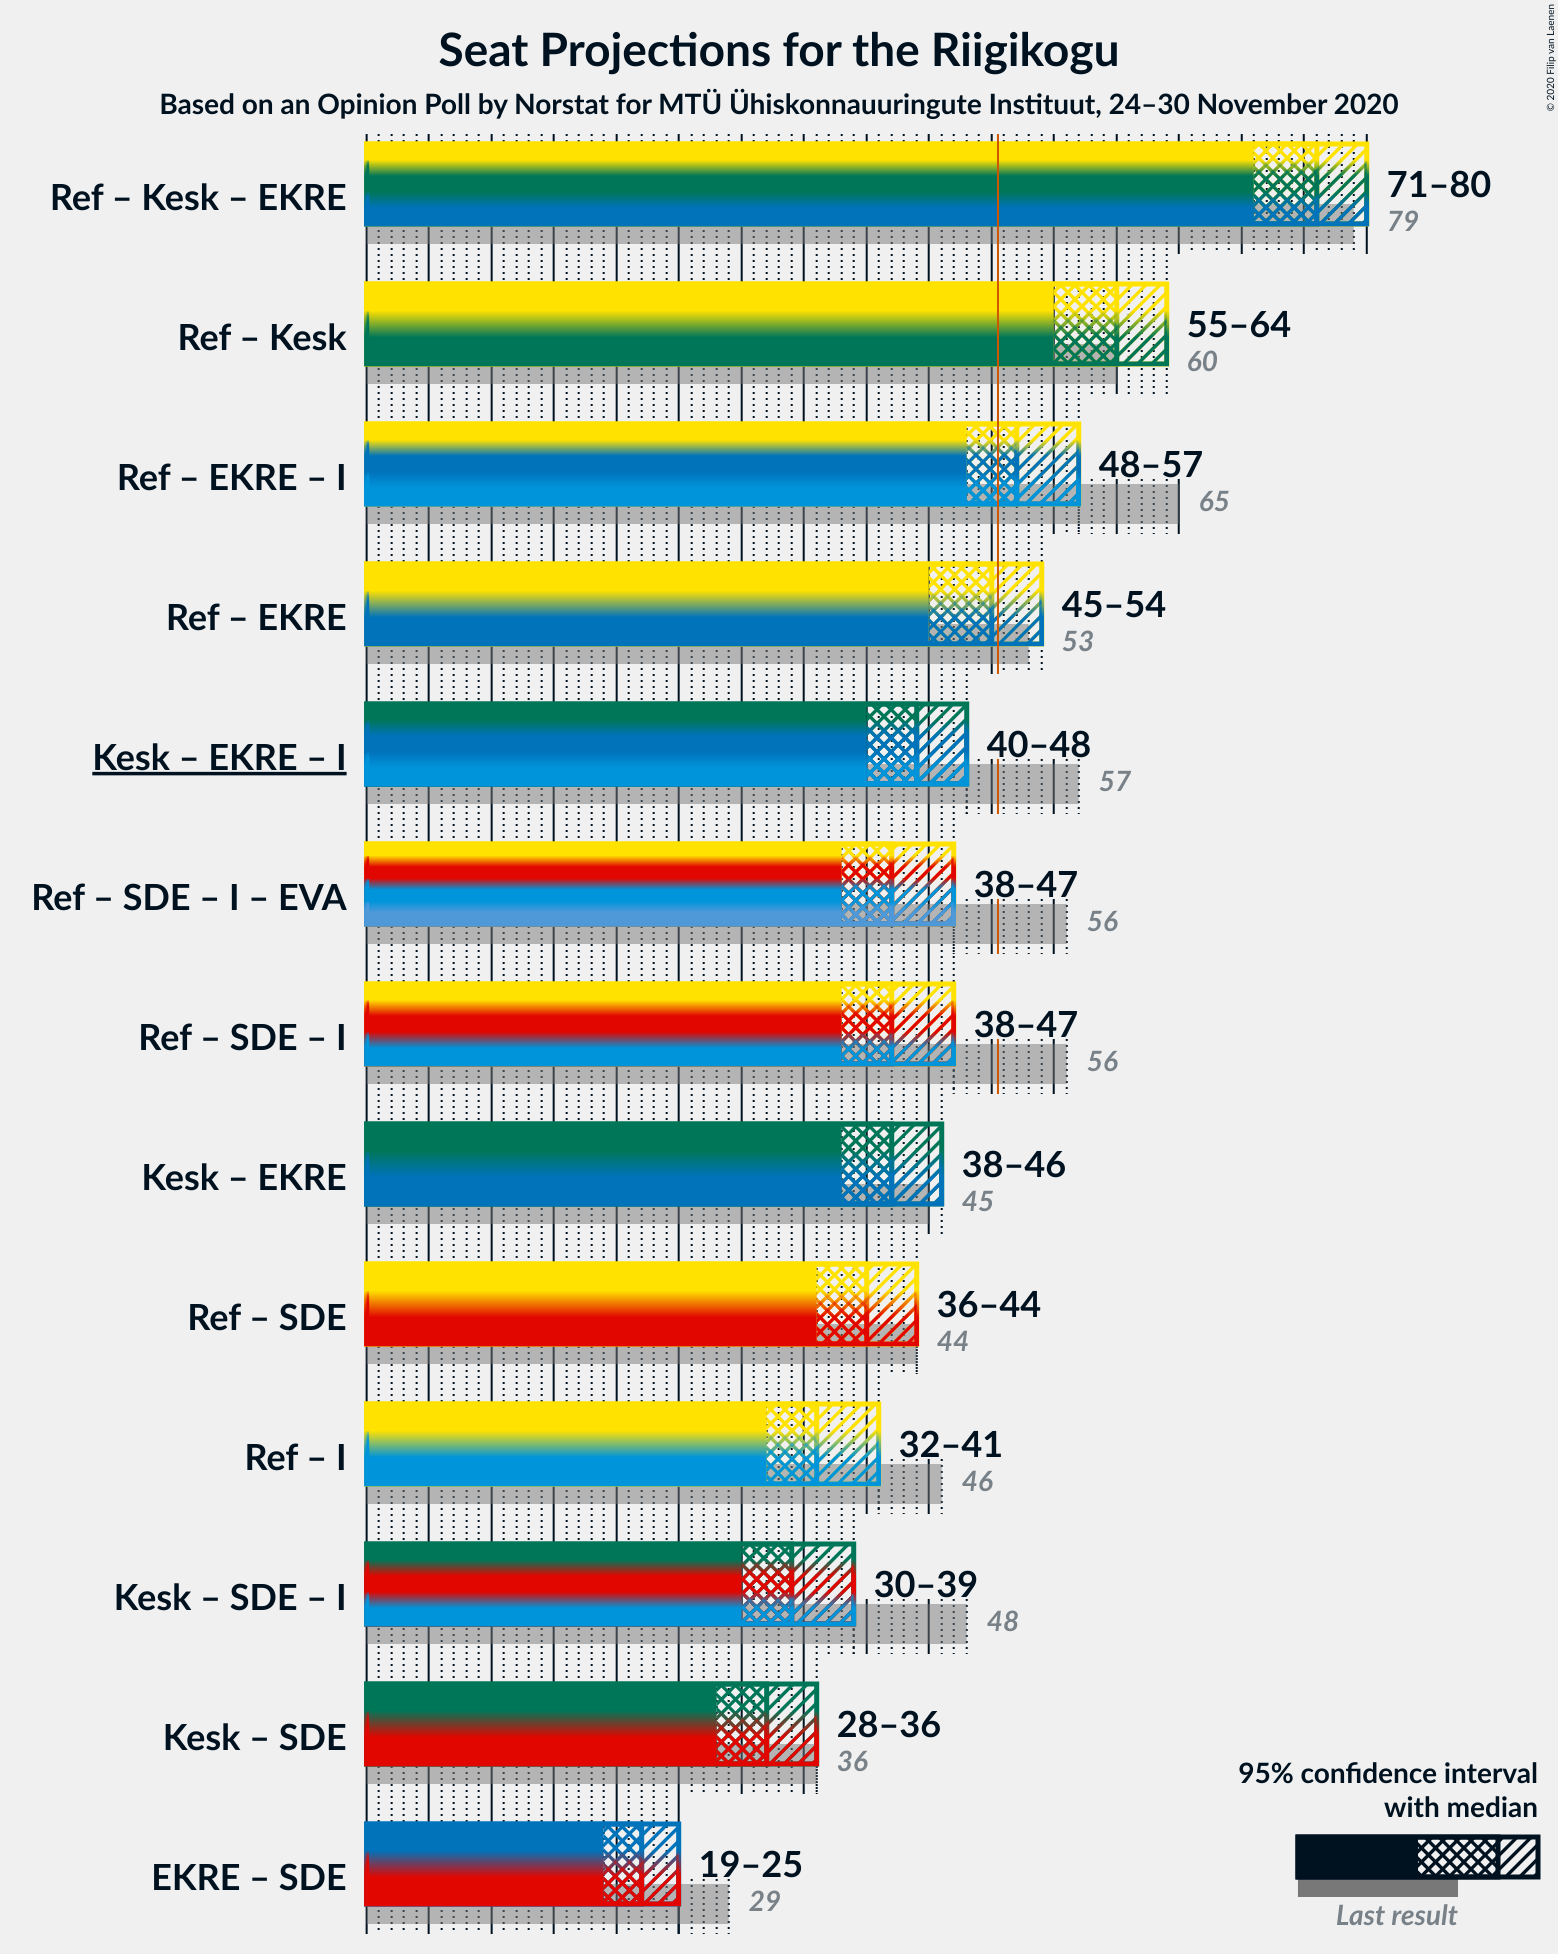 Seat Projections for the Riigikogu
Based on an Opinion Poll by Norstat for MTÜ Ühiskonnauuringute Instituut, 24–30 November 2020
© 2020 Filip van Laenen
Ref – Kesk – EKRE
71–80
79
Ref – Kesk
55–64
60
Ref – EKRE – I
48–57
65
Ref – EKRE
45–54
53
Kesk – EKRE – I
40–48
57
Ref – SDE – I – EVA
38–47
56
Ref – SDE – I
38–47
56
Kesk – EKRE
38–46
45
Ref – SDE
36–44
44
Ref – I
32–41
46
Kesk – SDE – I
30–39
48
Kesk – SDE
28–36
36
EKRE – SDE
19–25
29
95% confidence interval
with median
Last result